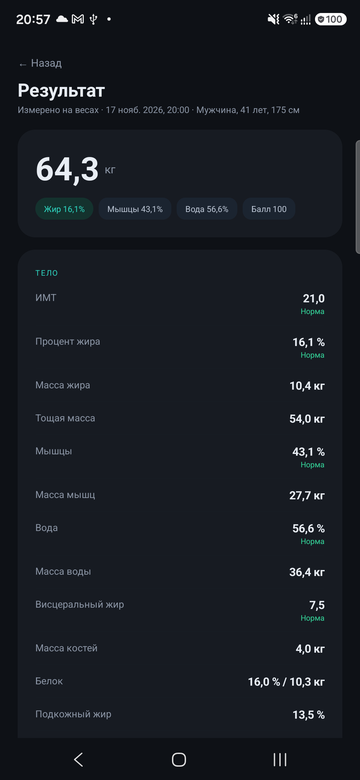 20:57
100
← Назад
Результат
Измерено на весах · 17 нояб. 2026, 20:00 · Мужчина, 41 лет, 175 см
64,3 кг
Жир 16,1% Мышцы 43,1% Вода 56,6% Балл 100
ТЕЛО
ИМТ 21,0
Норма
Процент жира 16,1 %
Норма
Масса жира 10,4 кг
Тощая масса 54,0 кг
Мышцы 43,1 %
Норма
Масса мышц 27,7 кг
Вода 56,6 %
Норма
Масса воды 36,4 кг
Висцеральный жир 7,5
Норма
Масса костей 4,0 кг
Белок 16,0 % / 10,3 кг
Подкожный жир 13,5 %